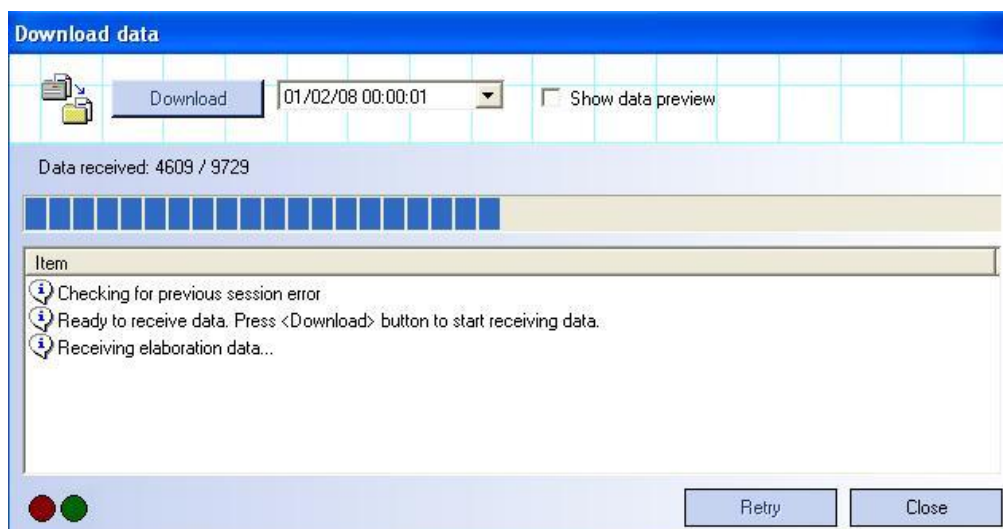 Download data
Download 01/02/08 00:00:01 Show data preview
Data received: 4609 / 9729
Item
Checking for previous session error
Ready to receive data. Press <Download> button to start receiving data.
Receiving elaboration data...
Retry Close